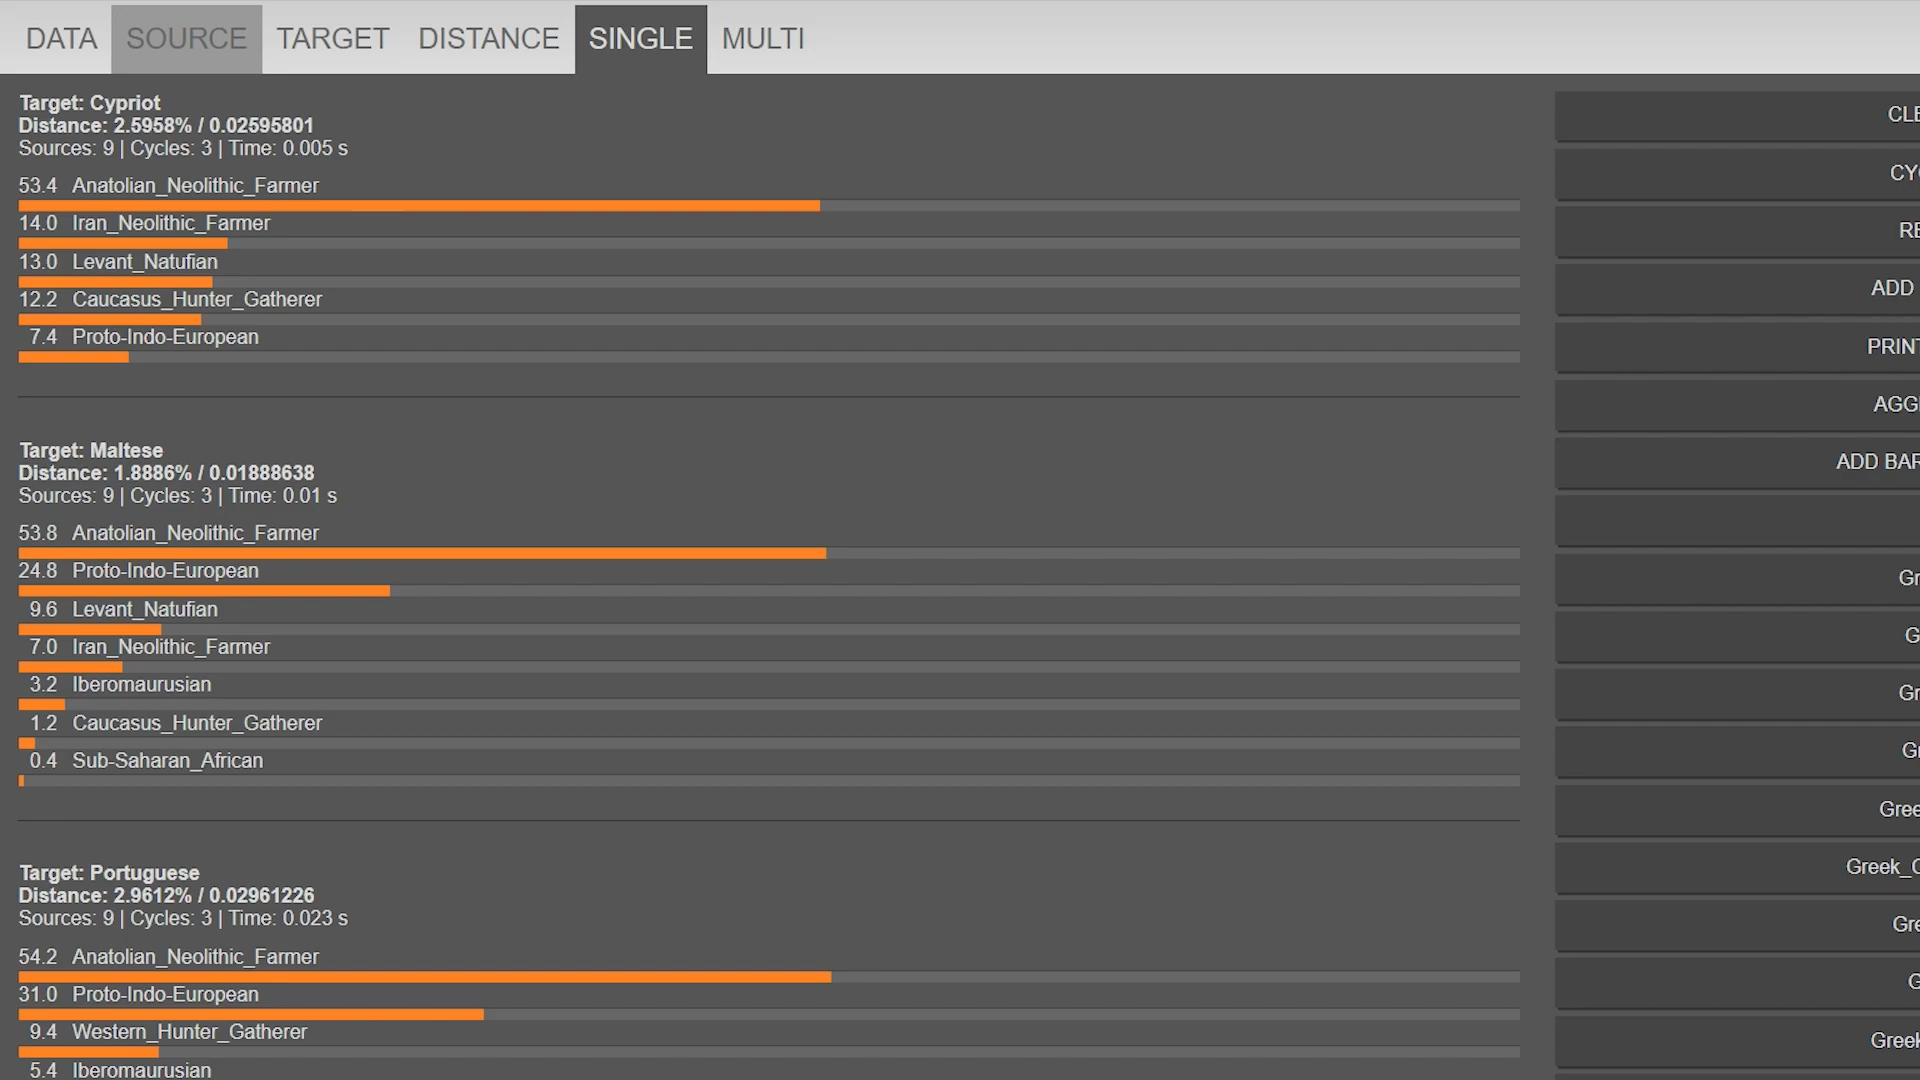 DATA SOURCE TARGET DISTANCE SINGLE MULTI
Target: Cypriot
Distance: 2.5958% / 0.02595801
Sources: 9 | Cycles: 3 | Time: 0.005 s
53.4 Anatolian_Neolithic_Farmer
14.0 Iran_Neolithic_Farmer
13.0 Levant_Natufian
12.2 Caucasus_Hunter_Gatherer
7.4 Proto-Indo-European
Target: Maltese
Distance: 1.8886% / 0.01888638
Sources: 9 | Cycles: 3 | Time: 0.01 s
53.8 Anatolian_Neolithic_Farmer
24.8 Proto-Indo-European
9.6 Levant_Natufian
7.0 Iran_Neolithic_Farmer
3.2 Iberomaurusian
1.2 Caucasus_Hunter_Gatherer
0.4 Sub-Saharan_African
Target: Portuguese
Distance: 2.9612% / 0.02961226
Sources: 9 | Cycles: 3 | Time: 0.023 s
54.2 Anatolian_Neolithic_Farmer
31.0 Proto-Indo-European
9.4 Western_Hunter_Gatherer
5.4 Iberomaurusian
ADD
PRINT
ADD BAR